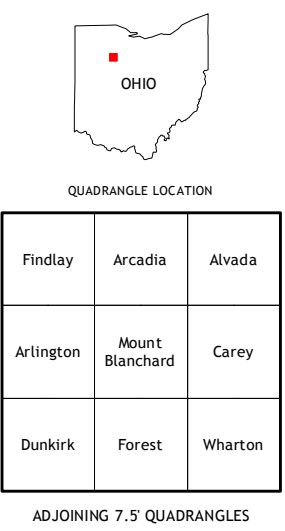 OHIO
QUADRANGLE LOCATION
Findlay
Arcadia
Alvada
Arlington
Mount
Blanchard
Carey
Dunkirk
Forest
Wharton
ADJOINING 7.5' QUADRANGLES